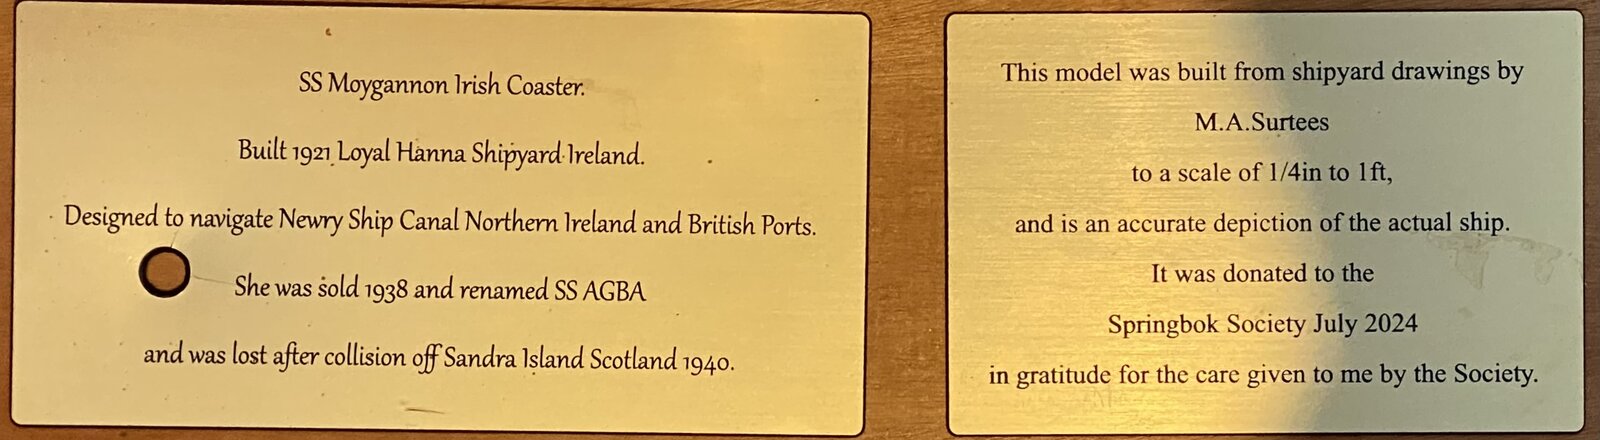 SS Moygannon Irish Coaster.
Built 1921 Loyal Hanna Shipyard Ireland.
Designed to navigate Newry Ship Canal Northern Ireland and British Ports.
She was sold 1938 and renamed SS AGBA
and was lost after collision off Sandra Island Scotland 1940.
This model was built from shipyard drawings by
M.A.Surtees
to a scale of 1/4in to 1ft,
and is an accurate depiction of the actual ship.
It was donated to the
Springbok Society July 2024
in gratitude for the care given to me by the Society.